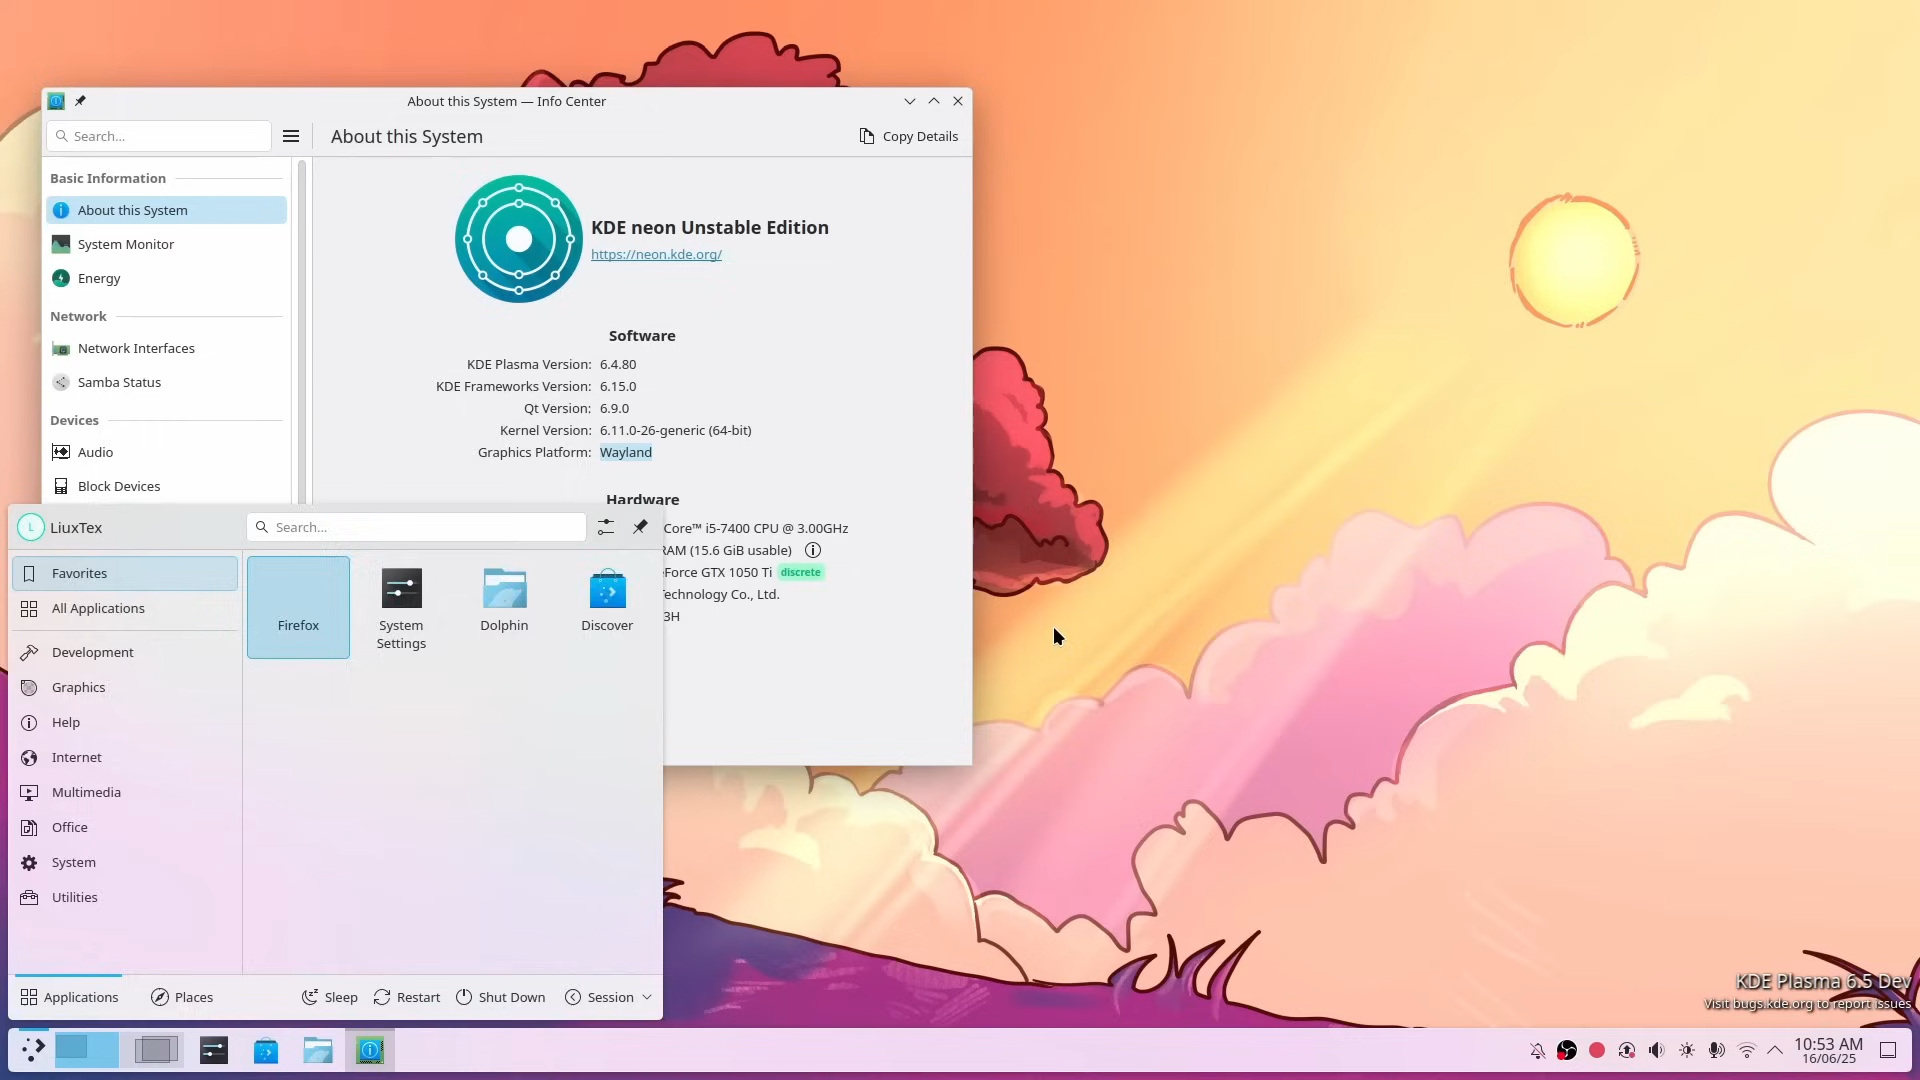 About this System — Info Center
Search...
About this System
Copy Details
Basic Information
About this System
System Monitor
Energy
Network
Network Interfaces
Samba Status
Devices
Audio
Block Devices
KDE neon Unstable Edition
https://neon.kde.org/
Software
KDE Plasma Version: 6.4.80
KDE Frameworks Version: 6.15.0
Qt Version: 6.9.0
Kernel Version: 6.11.0-26-generic (64-bit)
Graphics Platform: Wayland
Hardware
Core™ i5-7400 CPU @ 3.00GHz
RAM (15.6 GiB usable)
eForce GTX 1050 Ti discrete
Technology Co., Ltd.
3H
L
LiuxTex
Search...
Favorites
All Applications
Development
Graphics
Help
Internet
Multimedia
Office
System
Utilities
Firefox
System
Settings
Dolphin
Discover
Applications
Places
Sleep
Restart
Shut Down
Session
KDE Plasma 6.5 Dev
Visit bugs.kde.org to report issues
10:53 AM
16/06/25